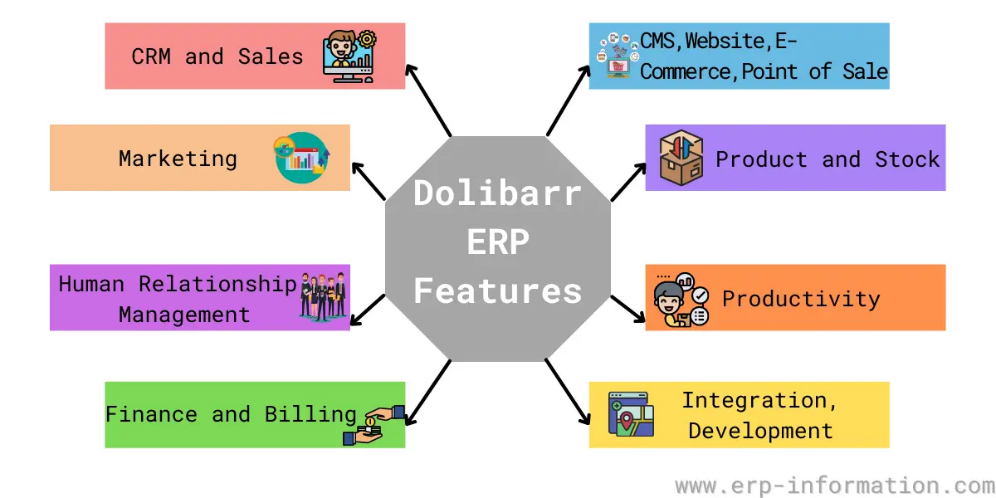 CRM and Sales
CMS,Website,E-
Commerce,Point of Sale
Marketing
Product and Stock
Dolibarr
ERP
Features
Human Relationship
Management
Productivity
Finance and Billing
Integration,
Development
www.erp-information.com